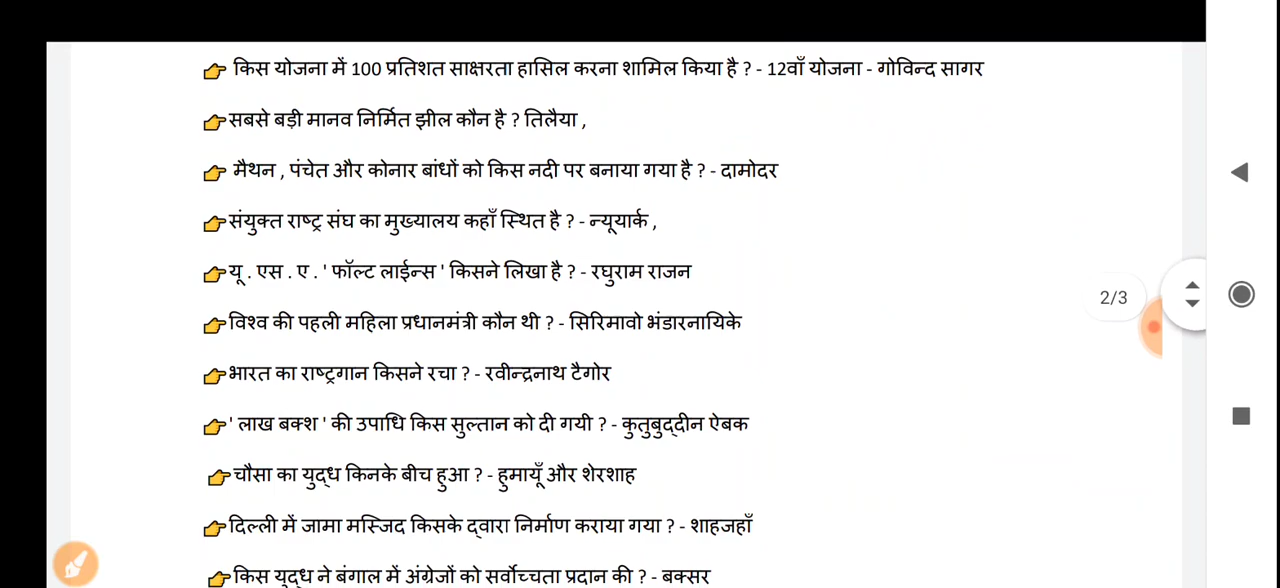 👉 किस योजना में 100 प्रतिशत साक्षरता हासिल करना शामिल किया है ? - 12वाँ योजना - गोविन्द सागर
👉सबसे बड़ी मानव निर्मित झील कौन है ? तिलैया ,
👉 मैथन , पंचेत और कोनार बांधों को किस नदी पर बनाया गया है ? - दामोदर
👉संयुक्त राष्ट्र संघ का मुख्यालय कहाँ स्थित है ? - न्यूयार्क ,
👉यू . एस . ए . ' फॉल्ट लाईन्स ' किसने लिखा है ? - रघुराम राजन
👉विश्व की पहली महिला प्रधानमंत्री कौन थी ? - सिरिमावो भंडारनायिके
👉भारत का राष्ट्रगान किसने रचा ? - रवीन्द्रनाथ टैगोर
👉' लाख बक्श ' की उपाधि किस सुल्तान को दी गयी ? - कुतुबुद्दीन ऐबक
👉चौसा का युद्ध किनके बीच हुआ ? - हुमायूँ और शेरशाह
👉दिल्ली में जामा मस्जिद किसके द्वारा निर्माण कराया गया ? - शाहजहाँ
👉किस युद्ध ने बंगाल में अंग्रेजों को सर्वोच्चता प्रदान की ? - बक्सर
2/3